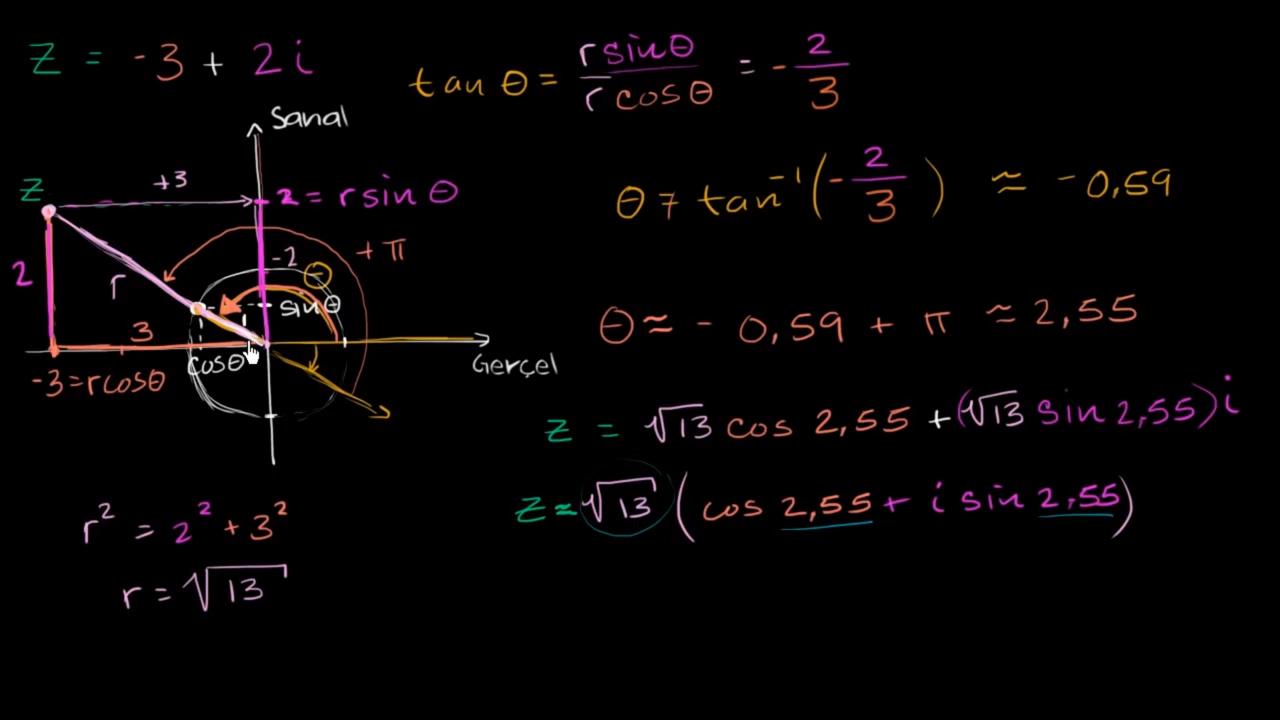 z = -3 + 2i
tan θ = r sin θ / r cos θ = - 2/3
Sanal
z
+3
2 = r sin θ
θ ≠ tan⁻¹(- 2/3) ≈ -0,59
+ π
-2
θ
2
r
sin θ
3
cos θ
Gerçel
-3 = r cos θ
θ ≈ - 0,59 + π ≈ 2,55
z = √13 cos 2,55 + (√13 sin 2,55) i
z ≈ √13 (cos 2,55 + i sin 2,55)
r² = 2² + 3²
r = √13